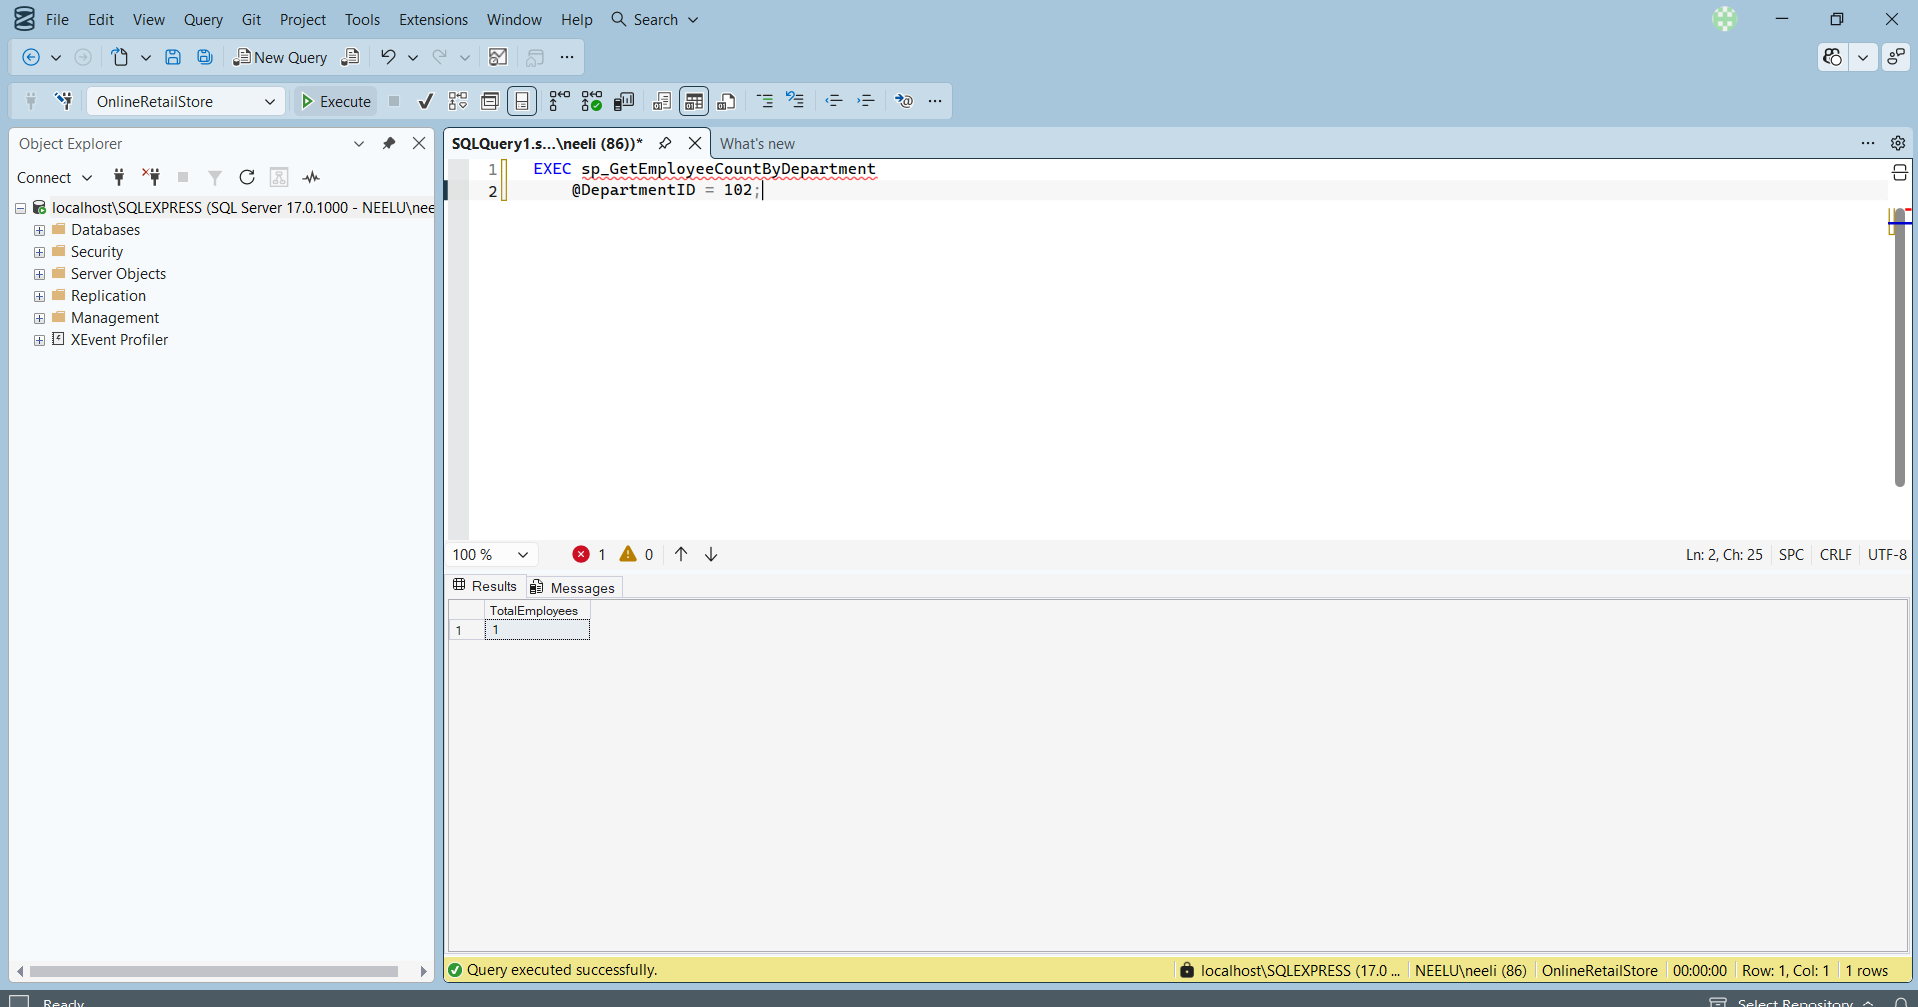 File Edit View Query Git Project Tools Extensions Window Help Search
New Query
OnlineRetailStore Execute
Object Explorer
Connect
localhost\SQLEXPRESS (SQL Server 17.0.1000 - NEELU\nee
Databases
Security
Server Objects
Replication
Management
XEvent Profiler
SQLQuery1.s...\neeli (86))* What's new
1 EXEC sp_GetEmployeeCountByDepartment
2 @DepartmentID = 102;
100 % 1 0 Ln: 2, Ch: 25 SPC CRLF UTF-8
Results Messages
TotalEmployees
1 1
Query executed successfully. localhost\SQLEXPRESS (17.0 ... NEELU\neeli (86) OnlineRetailStore 00:00:00 Row: 1, Col: 1 1 rows
Ready Select Repository